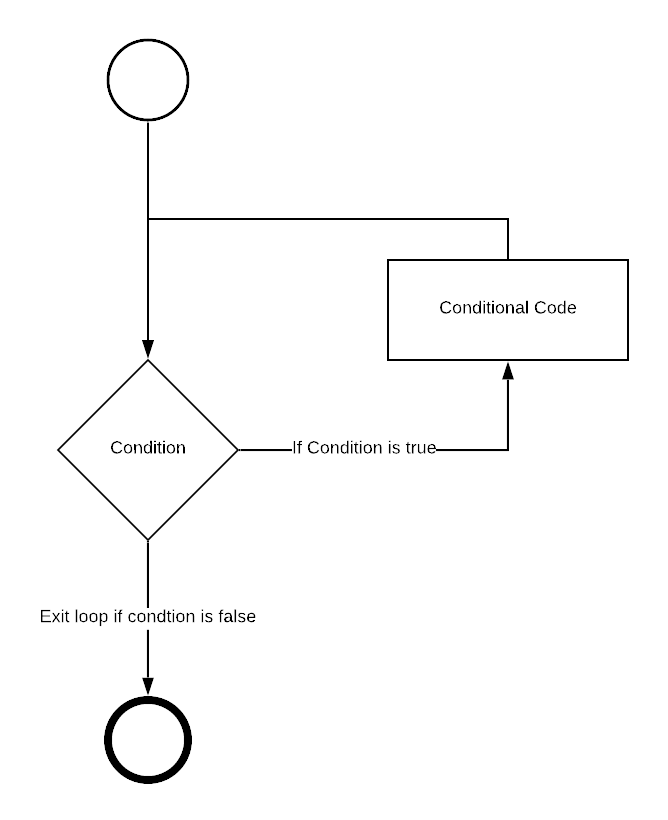 Conditional Code
Condition
If Condition is true
Exit loop if condtion is false